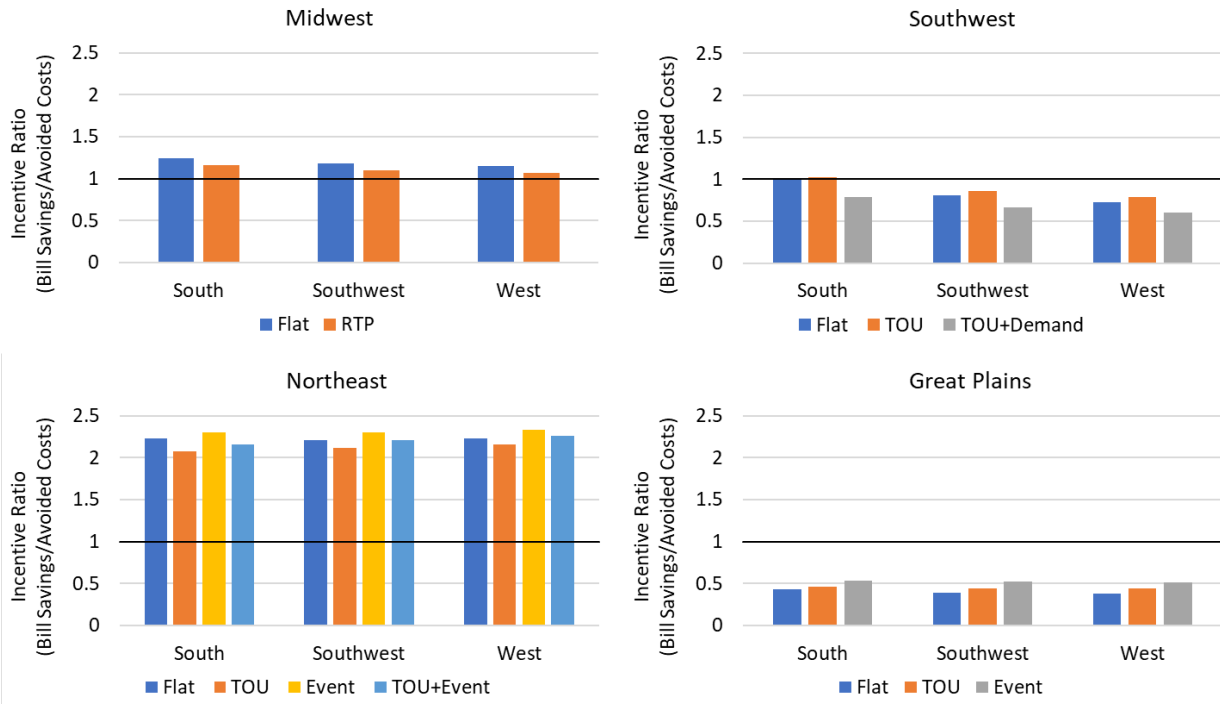 Midwest
Incentive Ratio
(Bill Savings/Avoided Costs)
2.5
2
1.5
1
0.5
0
South Southwest West
Flat RTP
Southwest
Incentive Ratio
(Bill Savings/Avoided Costs)
2.5
2
1.5
1
0.5
0
South Southwest West
Flat TOU TOU+Demand
Northeast
Incentive Ratio
(Bill Savings/Avoided Costs)
2.5
2
1.5
1
0.5
0
South Southwest West
Flat TOU Event TOU+Event
Great Plains
Incentive Ratio
(Bill Savings/Avoided Costs)
2.5
2
1.5
1
0.5
0
South Southwest West
Flat TOU Event